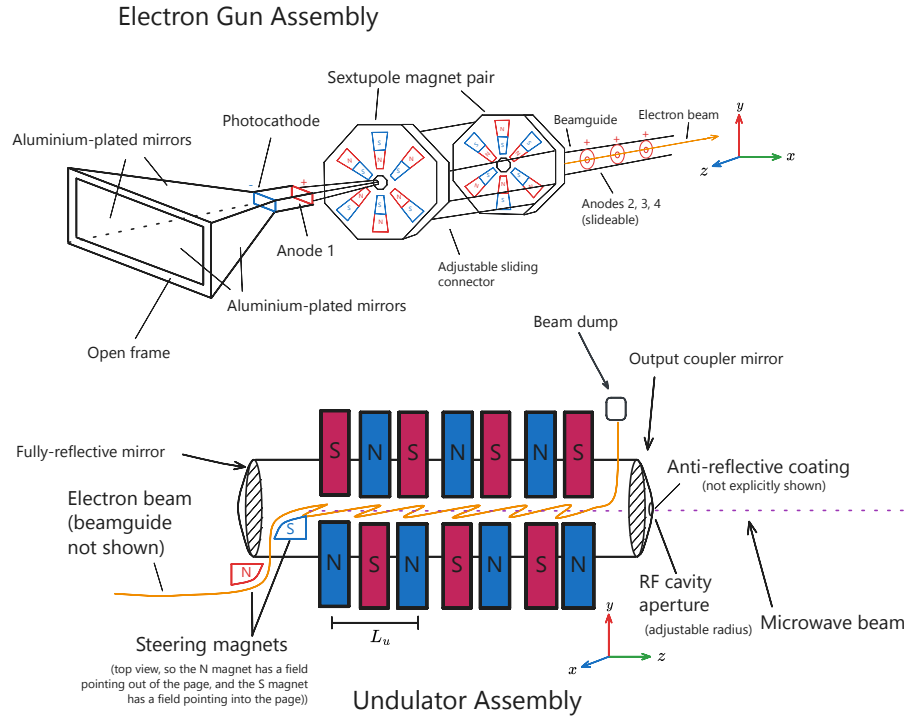 Electron Gun Assembly
Sextupole magnet pair
Aluminium-plated mirrors
Photocathode
Beamguide
Electron beam
y
x
z
-
+
+ + +
S N S N S N
N S N S N S
S N S N S N
N S N S N S
Anode 1
Anodes 2, 3, 4
(slideable)
Adjustable sliding
connector
Aluminium-plated mirrors
Open frame
Beam dump
Output coupler mirror
Fully-reflective mirror
S N S N S N S
Anti-reflective coating
(not explicitly shown)
Electron beam
(beamguide
not shown)
S
N
N S N S N S N
RF cavity
aperture
(adjustable radius)
Microwave beam
Steering magnets
(top view, so the N magnet has a field
pointing out of the page, and the S magnet
has a field pointing into the page))
L_u
y
z
x
Undulator Assembly